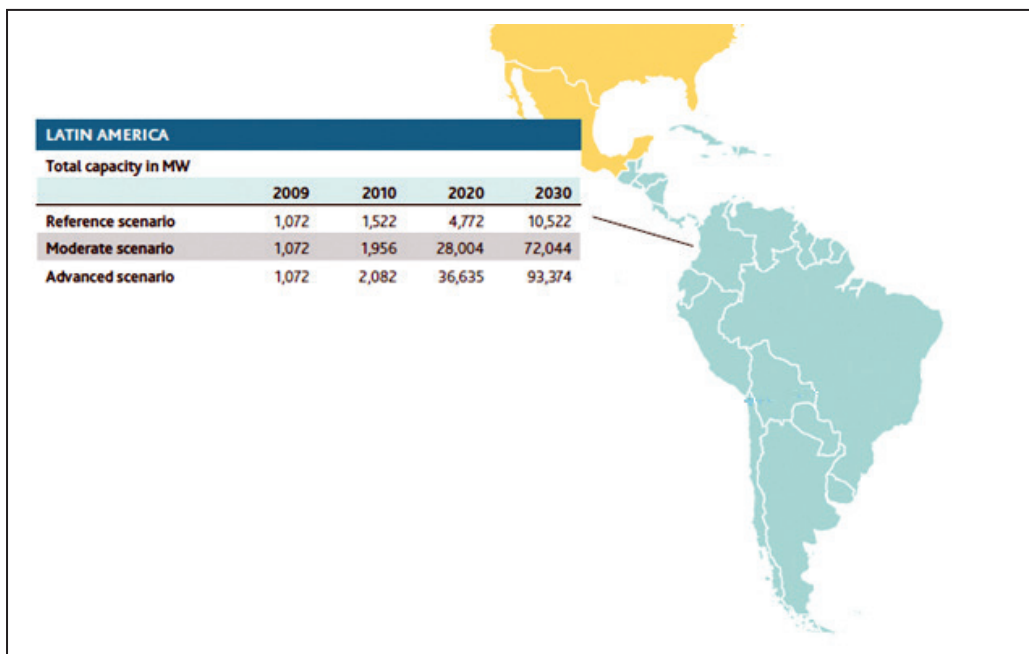 LATIN AMERICA
Total capacity in MW
2009 2010 2020 2030
Reference scenario 1,072 1,522 4,772 10,522
Moderate scenario 1,072 1,956 28,004 72,044
Advanced scenario 1,072 2,082 36,635 93,374